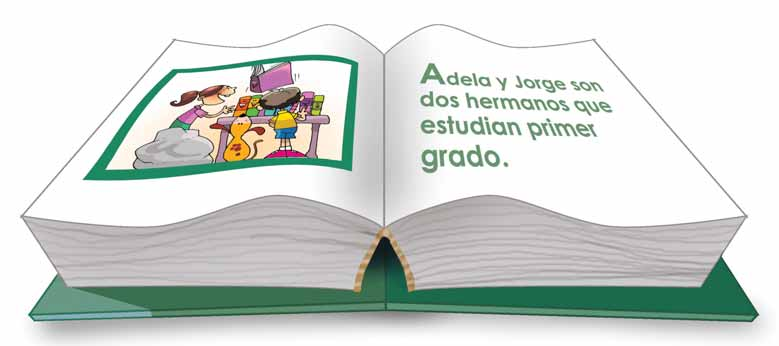 Adela y Jorge son
dos hermanos que
estudian primer
grado.